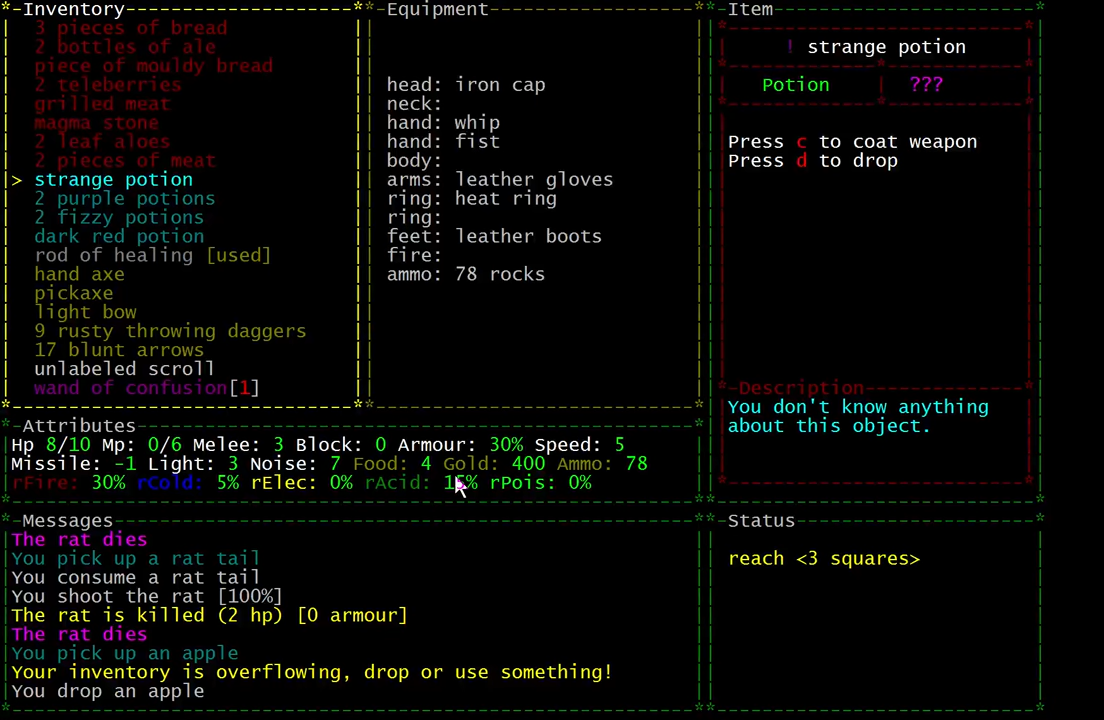 Inventory
3 pieces of bread
2 bottles of ale
piece of mouldy bread
2 teleberries
grilled meat
magma stone
2 leaf aloes
2 pieces of meat
> strange potion
2 purple potions
2 fizzy potions
dark red potion
rod of healing [used]
hand axe
pickaxe
light bow
9 rusty throwing daggers
17 blunt arrows
unlabeled scroll
wand of confusion[1]
Equipment
head: iron cap
neck:
hand: whip
hand: fist
body:
arms: leather gloves
ring: heat ring
ring:
feet: leather boots
fire:
ammo: 78 rocks
Item
! strange potion
Potion ???
Press c to coat weapon
Press d to drop
Description
You don't know anything
about this object.
Attributes
Hp 8/10 Mp: 0/6 Melee: 3 Block: 0 Armour: 30% Speed: 5
Missile: -1 Light: 3 Noise: 7 Food: 4 Gold: 400 Ammo: 78
rFire: 30% rCold: 5% rElec: 0% rAcid: 15% rPois: 0%
Messages
The rat dies
You pick up a rat tail
You consume a rat tail
You shoot the rat [100%]
The rat is killed (2 hp) [0 armour]
The rat dies
You pick up an apple
Your inventory is overflowing, drop or use something!
You drop an apple
Status
reach <3 squares>